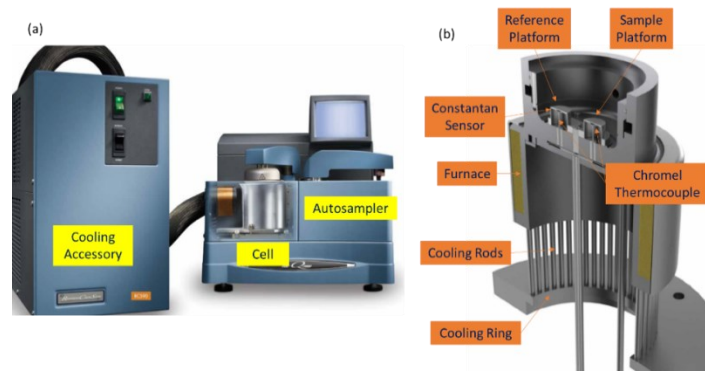 (a)
Cooling
Accessory
Cell
Autosampler
(b)
Reference
Platform
Sample
Platform
Constantan
Sensor
Furnace
Chromel
Thermocouple
Cooling Rods
Cooling Ring